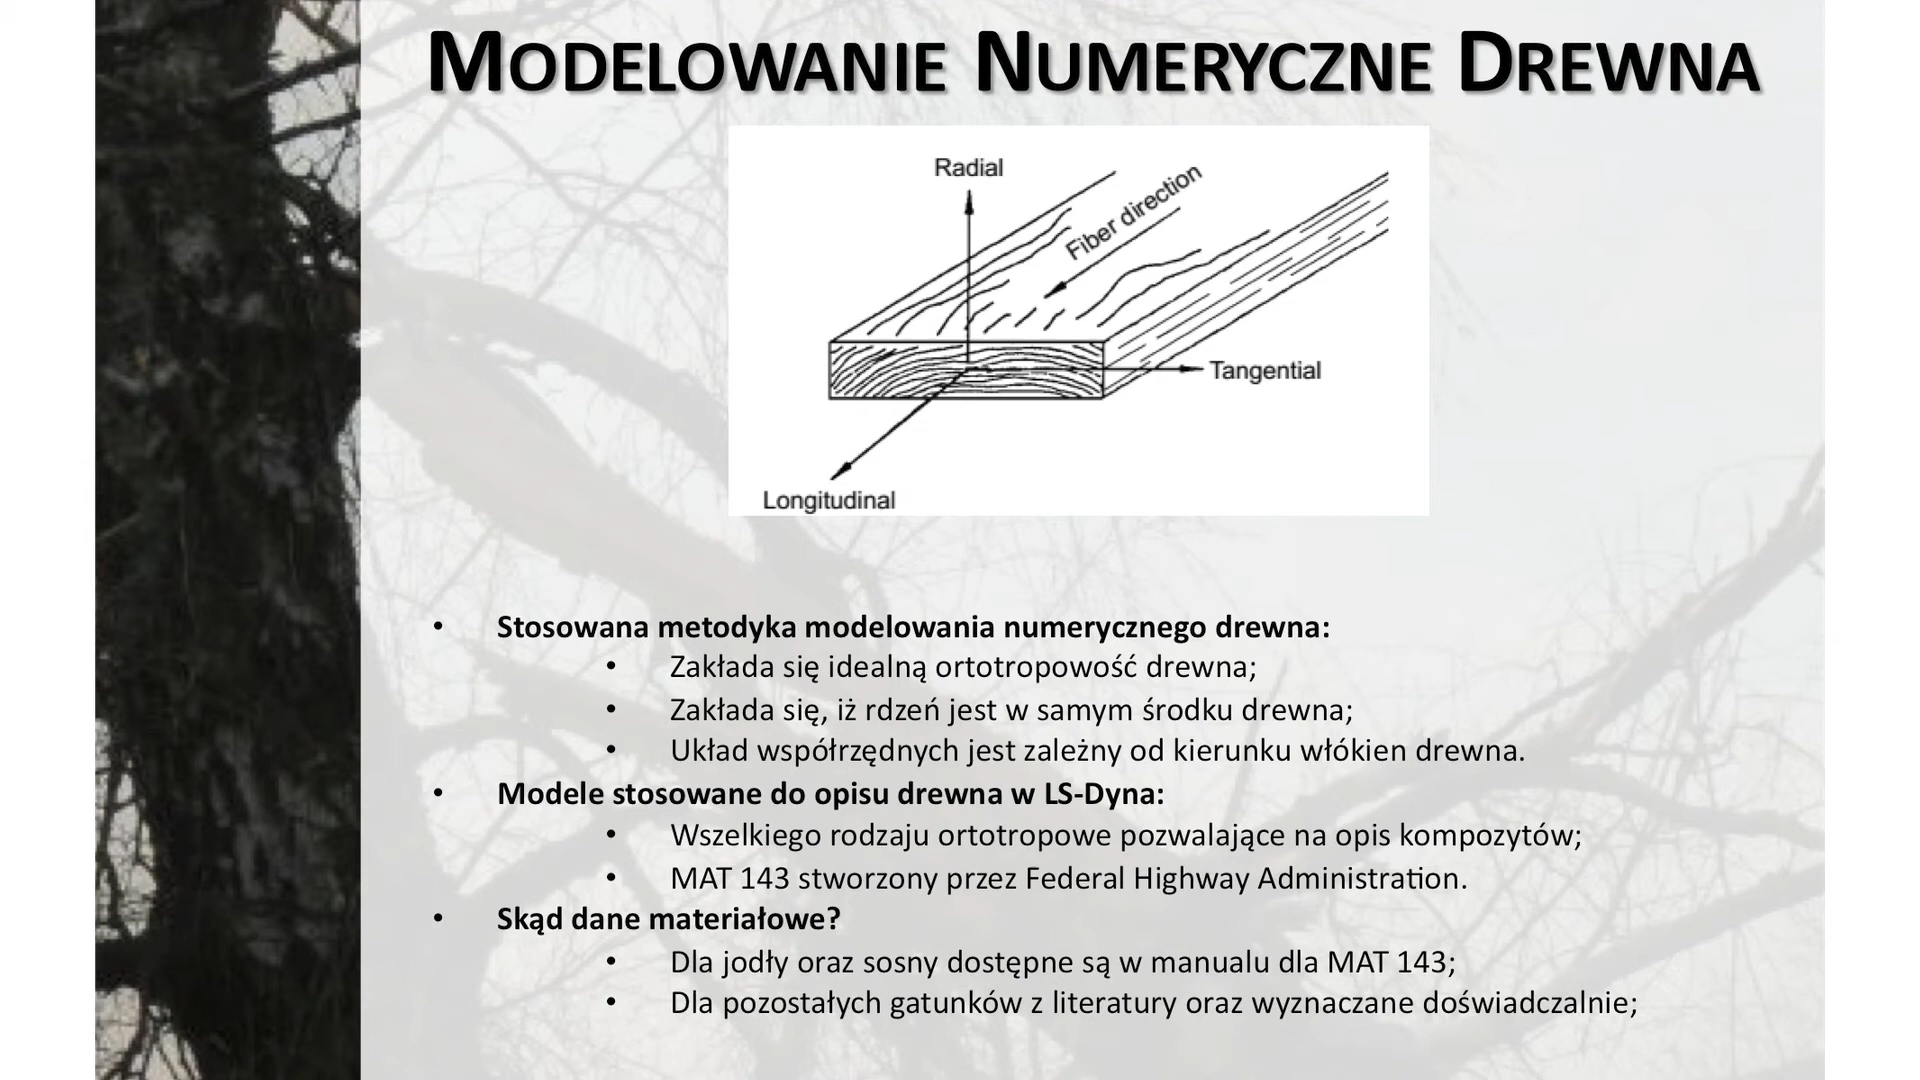 MODELOWANIE NUMERYCZNE DREWNA
Radial
Fiber direction
Tangential
Longitudinal
• Stosowana metodyka modelowania numerycznego drewna:
• Zakłada się idealną ortotropowość drewna;
• Zakłada się, iż rdzeń jest w samym środku drewna;
• Układ współrzędnych jest zależny od kierunku włókien drewna.
• Modele stosowane do opisu drewna w LS-Dyna:
• Wszelkiego rodzaju ortotropowe pozwalające na opis kompozytów;
• MAT 143 stworzony przez Federal Highway Administration.
• Skąd dane materiałowe?
• Dla jodły oraz sosny dostępne są w manualu dla MAT 143;
• Dla pozostałych gatunków z literatury oraz wyznaczane doświadczalnie;